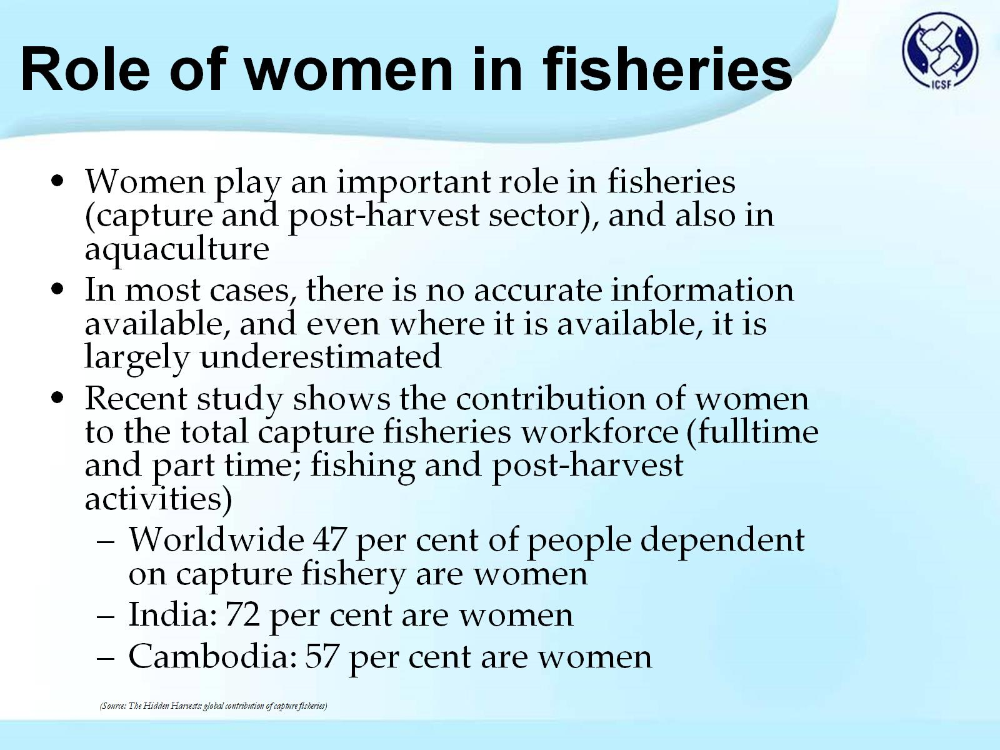 Role of women in fisheries
ICSF
• Women play an important role in fisheries
(capture and post-harvest sector), and also in
aquaculture
• In most cases, there is no accurate information
available, and even where it is available, it is
largely underestimated
• Recent study shows the contribution of women
to the total capture fisheries workforce (fulltime
and part time; fishing and post-harvest
activities)
– Worldwide 47 per cent of people dependent
on capture fishery are women
– India: 72 per cent are women
– Cambodia: 57 per cent are women
(Source: The Hidden Harvests: global contribution of capture fisheries)